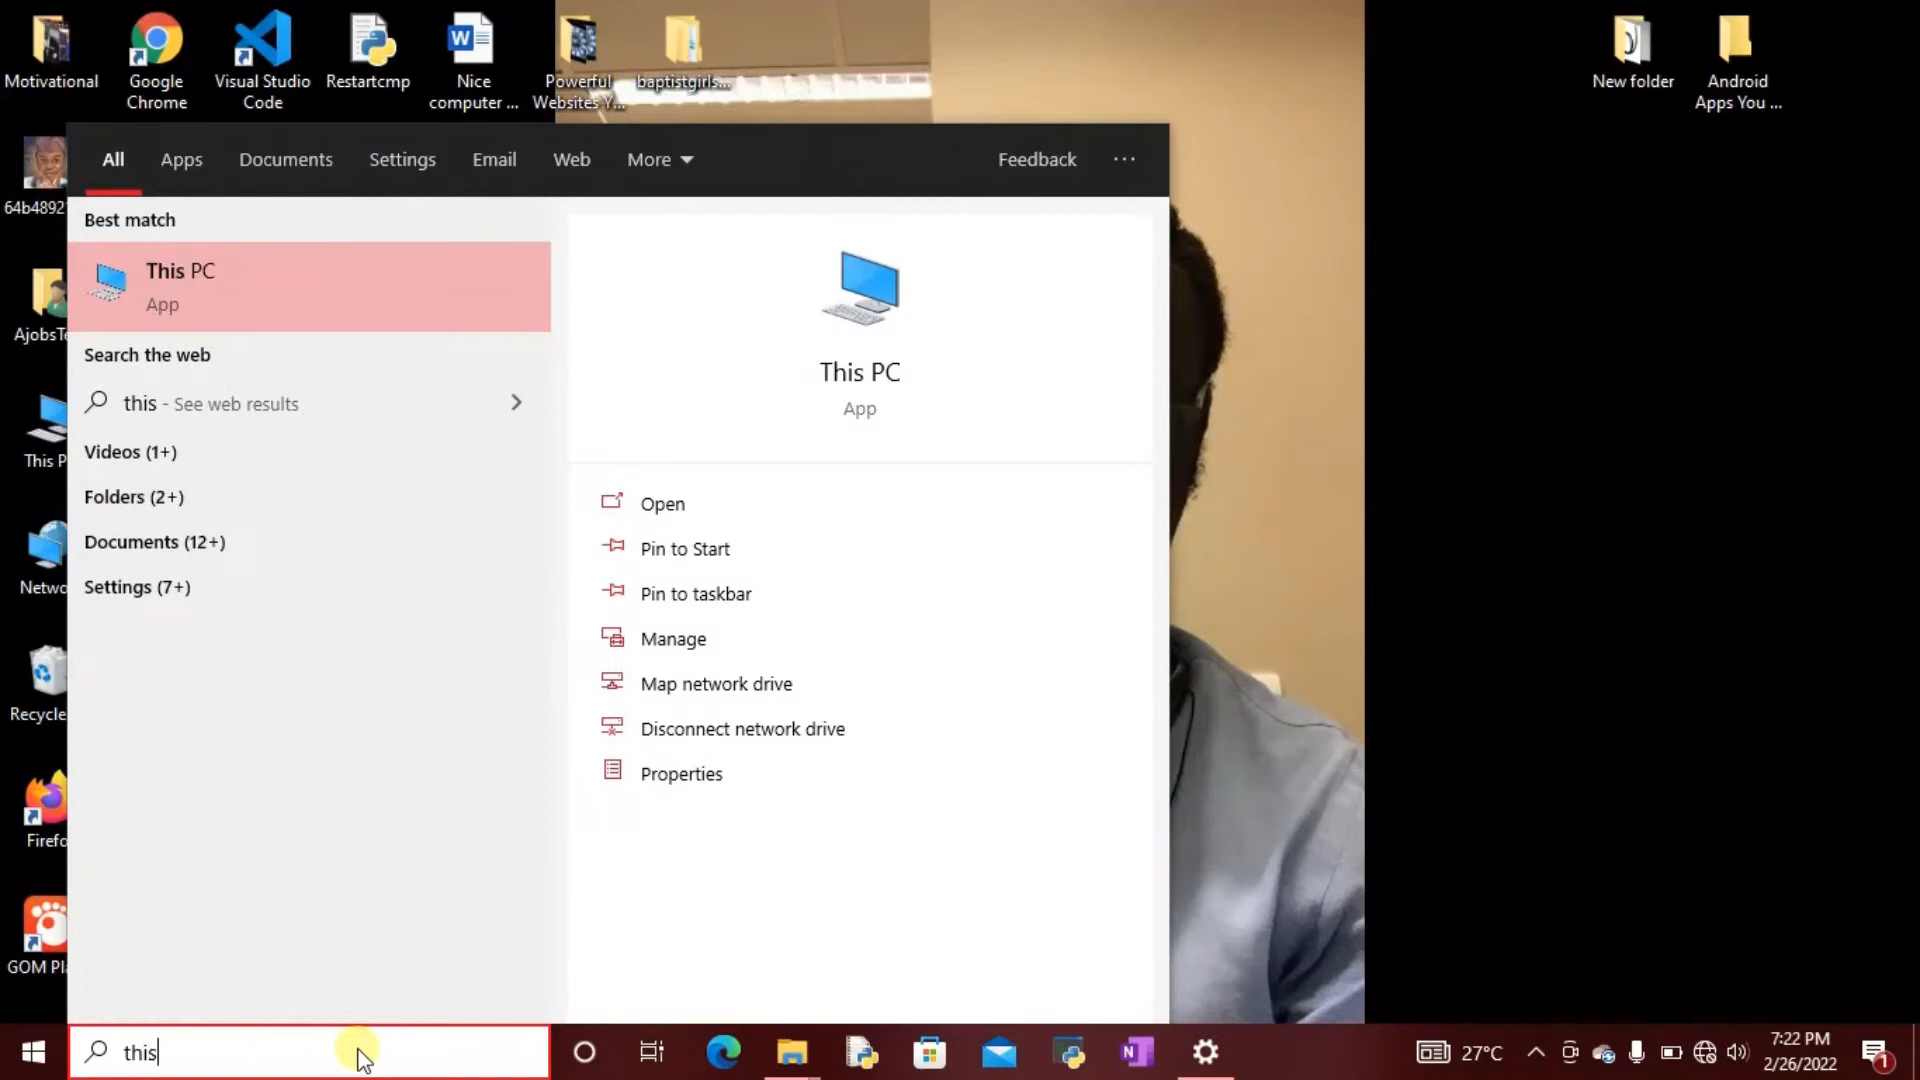 Motivational
Google
Chrome
Visual Studio
Code
Restartcmp
Nice
computer ...
Powerful
Websites Y...
baptistgirls...
New folder
Android
Apps You ...
64b4892
AjobsTe
This P
Netwo
Recycle
Firefo
GOM Pl
All
Apps
Documents
Settings
Email
Web
More
Feedback
Best match
This PC
App
Search the web
this - See web results
Videos (1+)
Folders (2+)
Documents (12+)
Settings (7+)
This PC
App
Open
Pin to Start
Pin to taskbar
Manage
Map network drive
Disconnect network drive
Properties
this
27°C
7:22 PM
2/26/2022
1